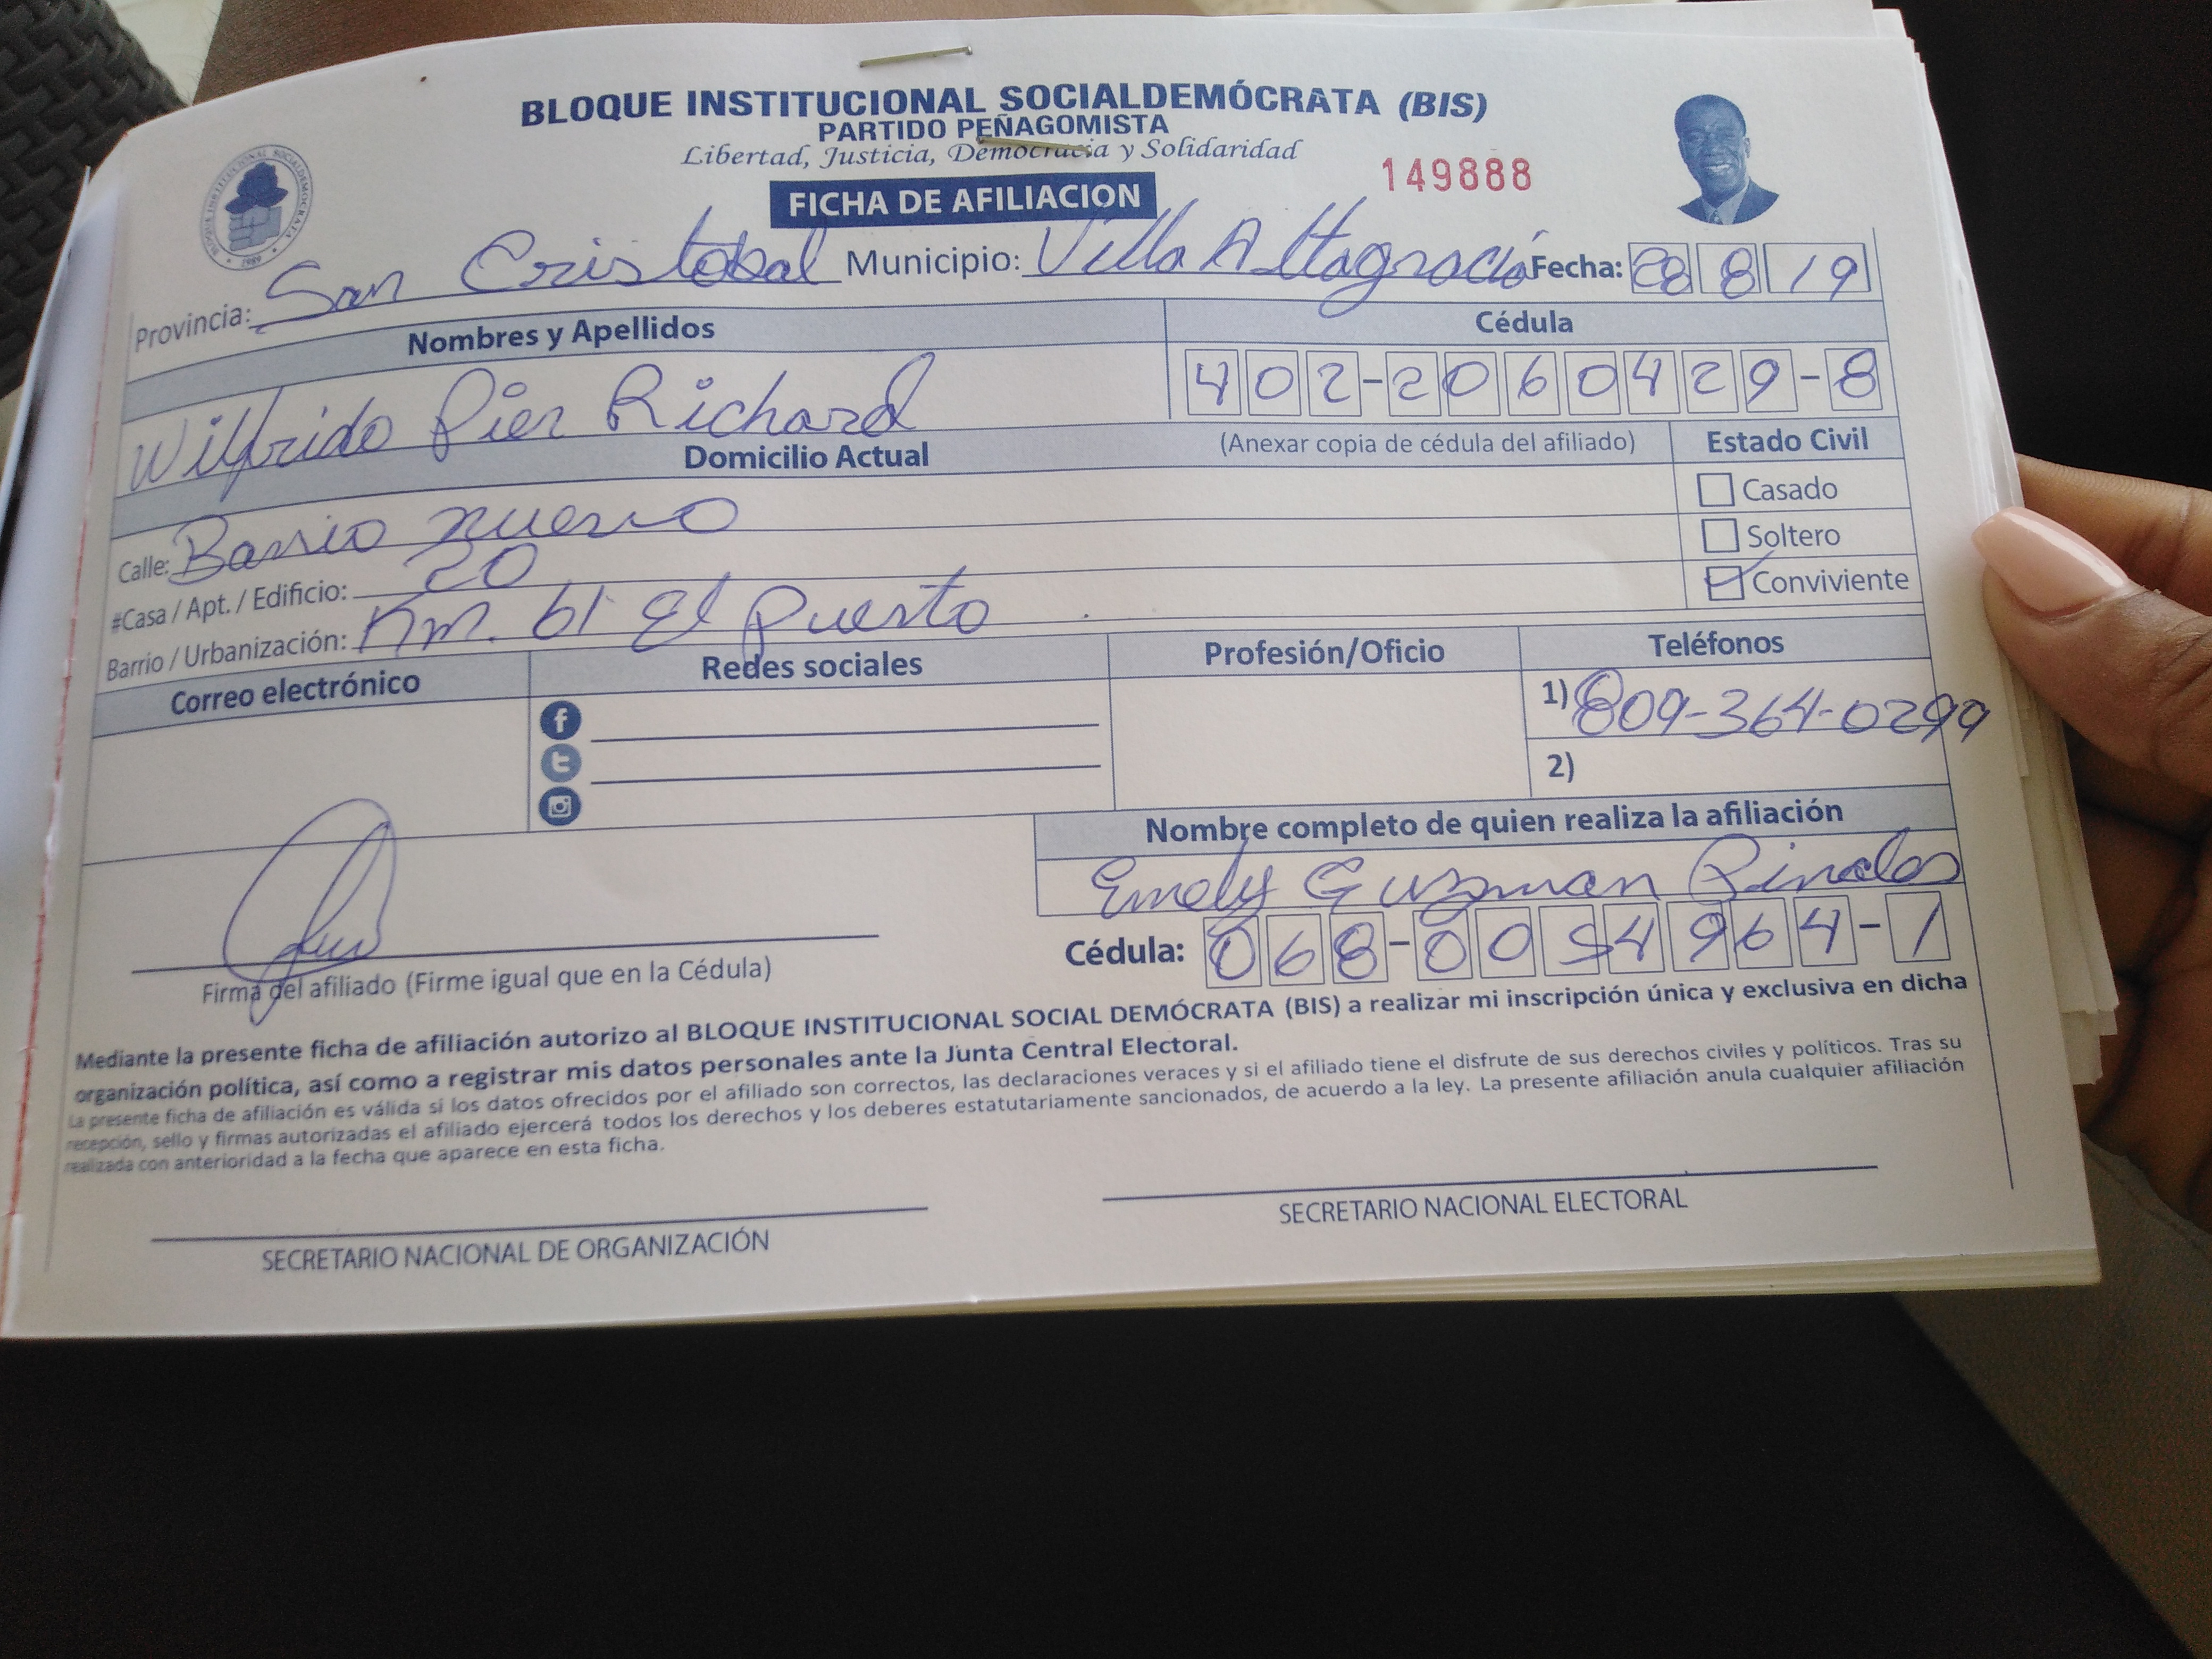 BLOQUE INSTITUCIONAL SOCIALDEMÓCRATA (BIS)
PARTIDO PEÑAGOMISTA
Libertad, Justicia, Democracia y Solidaridad
149888
FICHA DE AFILIACION
BLOQUE INSTITUCIONAL SOCIALDEMOCRATA
1989
Provincia: San Cristobal Municipio: Villa Altagracia Fecha: 28 8 19
Nombres y Apellidos Cédula
Wilfrido Pier Richard 402-2060429-8
Domicilio Actual (Anexar copia de cédula del afiliado) Estado Civil
Casado
Calle: Barrio nuevo Soltero
#Casa / Apt. / Edificio: 20 Conviviente
Barrio / Urbanización: Km. 61 El Puerto
Correo electrónico Redes sociales Profesión/Oficio Teléfonos
1) 809-364-0299
2)
Nombre completo de quien realiza la afiliación
Emely Guzman Pinales
Cédula: 068-0054964-1
Firma del afiliado (Firme igual que en la Cédula)
Mediante la presente ficha de afiliación autorizo al BLOQUE INSTITUCIONAL SOCIAL DEMÓCRATA (BIS) a realizar mi inscripción única y exclusiva en dicha
organización política, así como a registrar mis datos personales ante la Junta Central Electoral.
La presente ficha de afiliación es válida si los datos ofrecidos por el afiliado son correctos, las declaraciones veraces y si el afiliado tiene el disfrute de sus derechos civiles y políticos. Tras su
recepción, sello y firmas autorizadas el afiliado ejercerá todos los derechos y los deberes estatutariamente sancionados, de acuerdo a la ley. La presente afiliación anula cualquier afiliación
realizada con anterioridad a la fecha que aparece en esta ficha.
SECRETARIO NACIONAL DE ORGANIZACIÓN SECRETARIO NACIONAL ELECTORAL